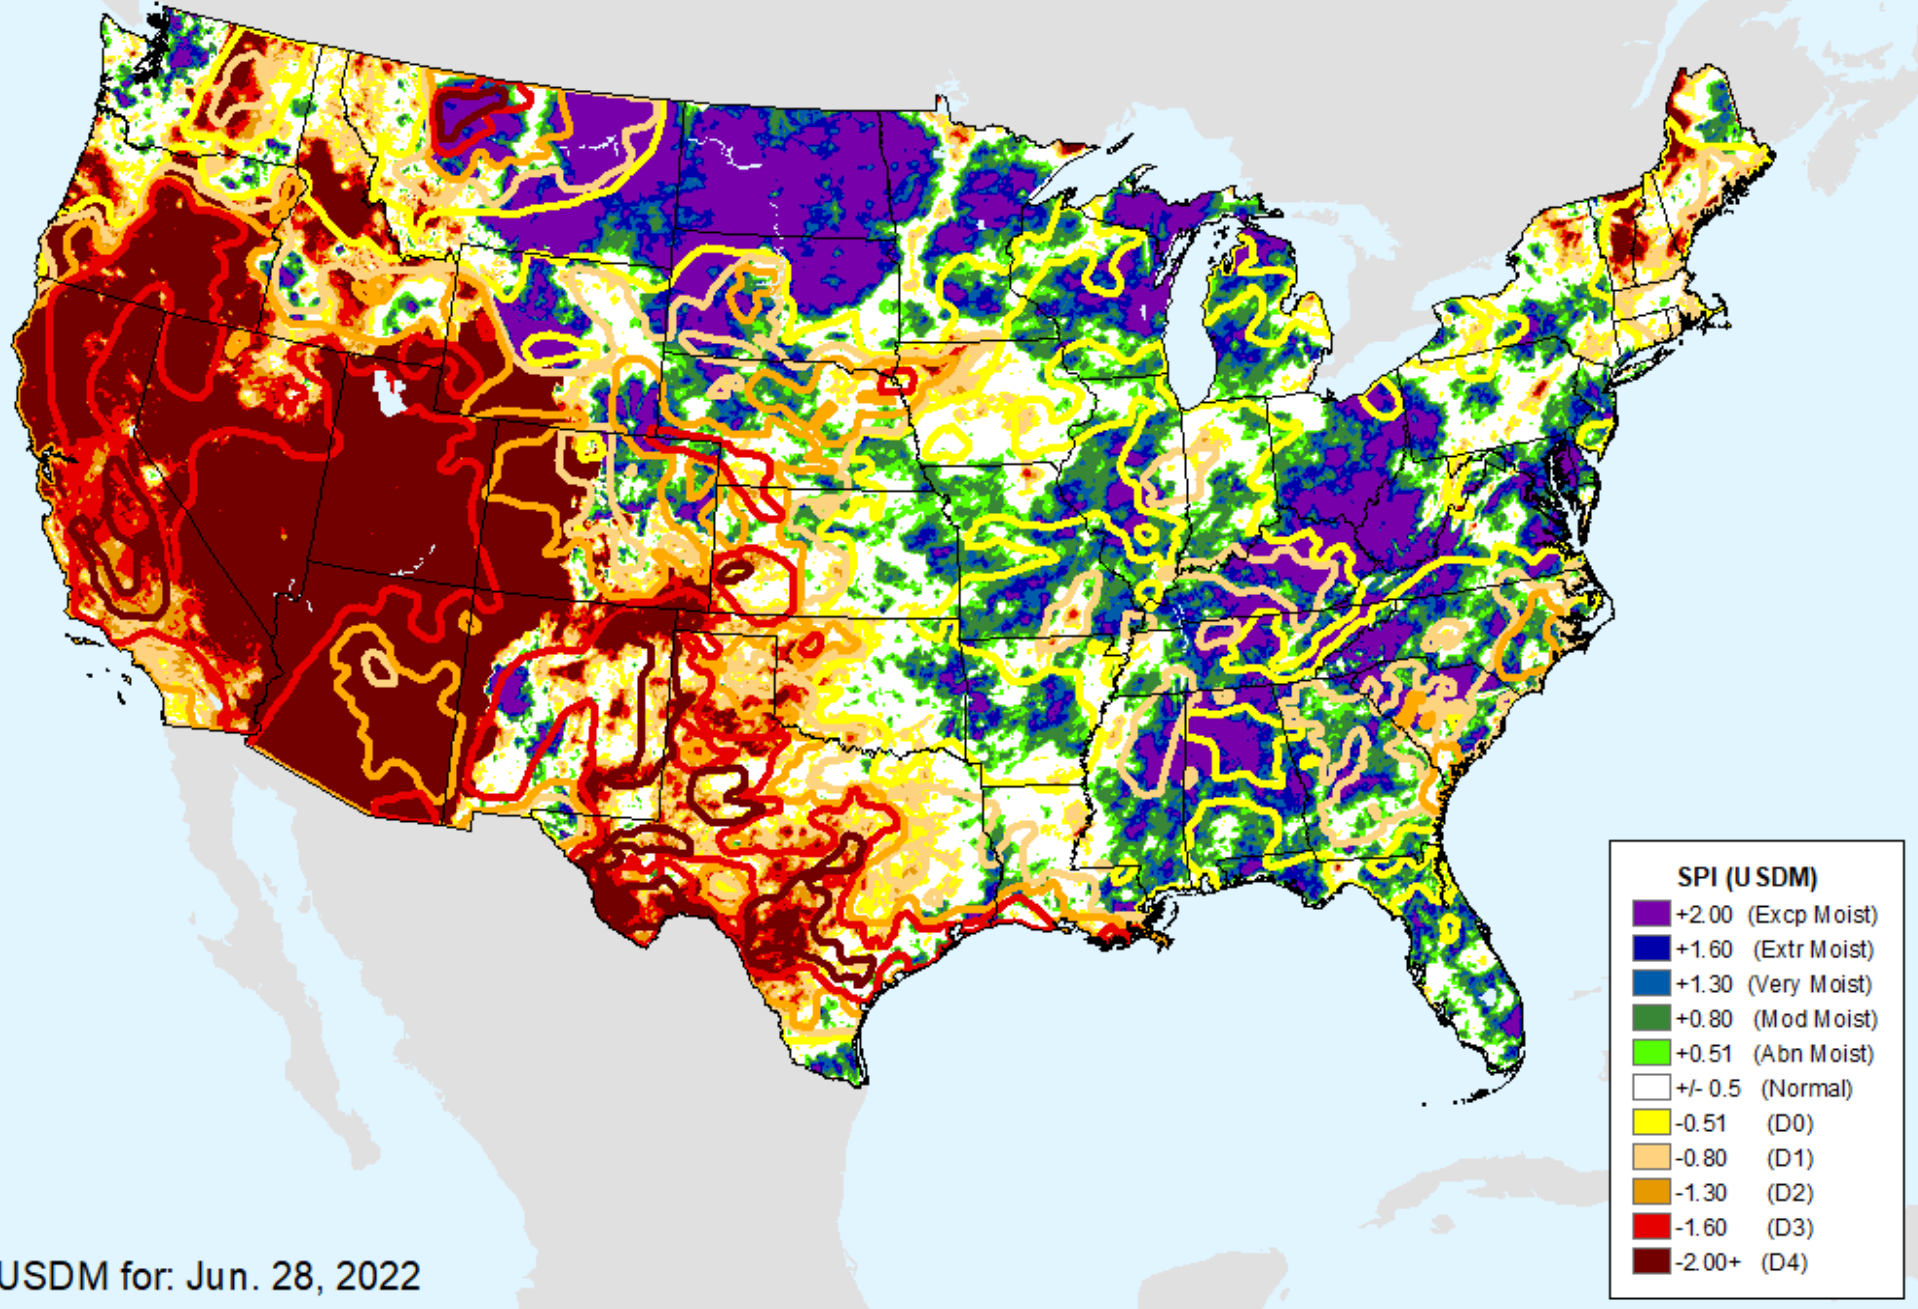 SPI (USDM)
+2.00 (Excp Moist)
+1.60 (Extr Moist)
+1.30 (Very Moist)
+0.80 (Mod Moist)
+0.51 (Abn Moist)
+/- 0.5 (Normal)
-0.51 (D0)
-0.80 (D1)
-1.30 (D2)
-1.60 (D3)
-2.00+ (D4)
USDM for: Jun. 28, 2022